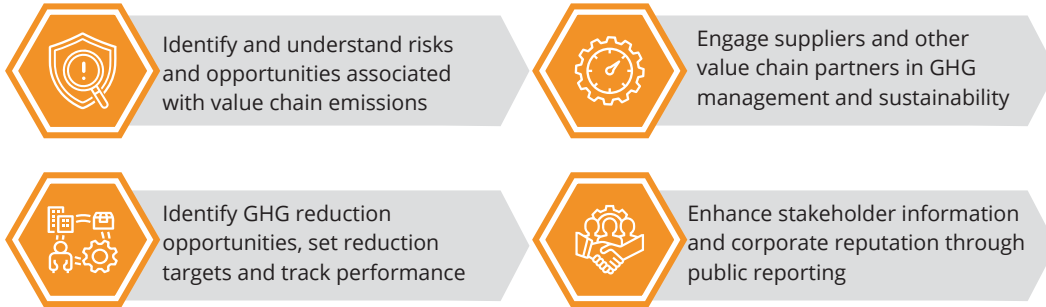 Identify and understand risks
and opportunities associated
with value chain emissions
Engage suppliers and other
value chain partners in GHG
management and sustainability
Identify GHG reduction
opportunities, set reduction
targets and track performance
Enhance stakeholder information
and corporate reputation through
public reporting